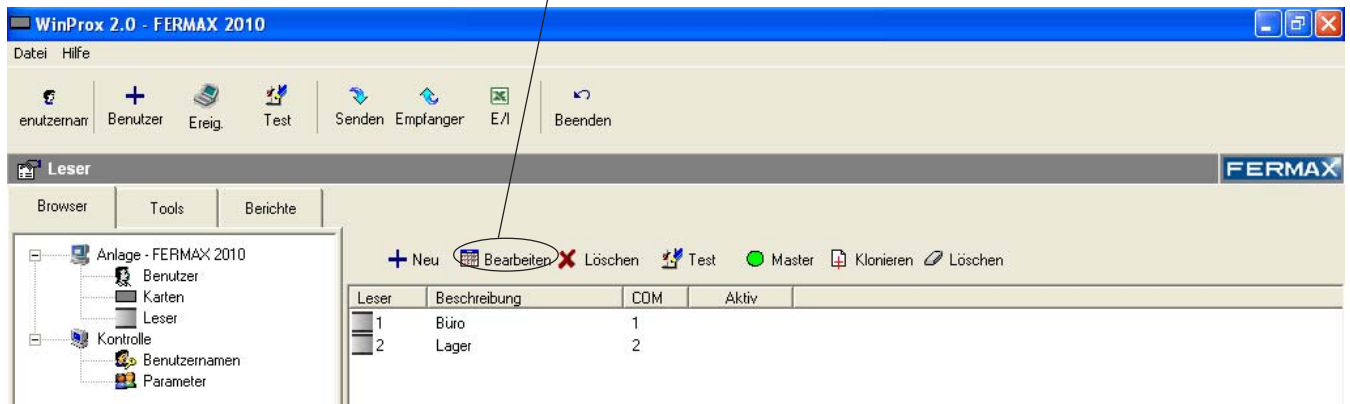 WinProx 2.0 - FERMAX 2010
Datei Hilfe
enutzernam Benutzer Ereig. Test Senden Empfanger E/I Beenden
Leser FERMAX
Browser Tools Berichte
Anlage - FERMAX 2010
Benutzer
Karten
Leser
Kontrolle
Benutzernamen
Parameter
Neu Bearbeiten Löschen Test Master Klonieren Löschen
Leser Beschreibung COM Aktiv
1 Büro 1
2 Lager 2